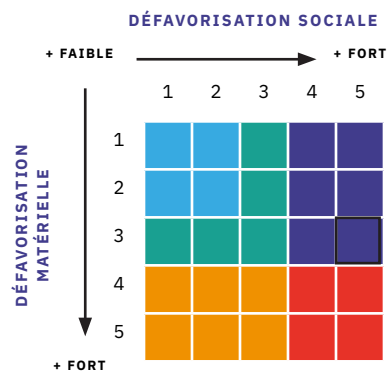 DÉFAVORISATION SOCIALE
+ FAIBLE
+ FORT
1 2 3 4 5
DÉFAVORISATION
MATÉRIELLE
1
2
3
4
5
+ FORT